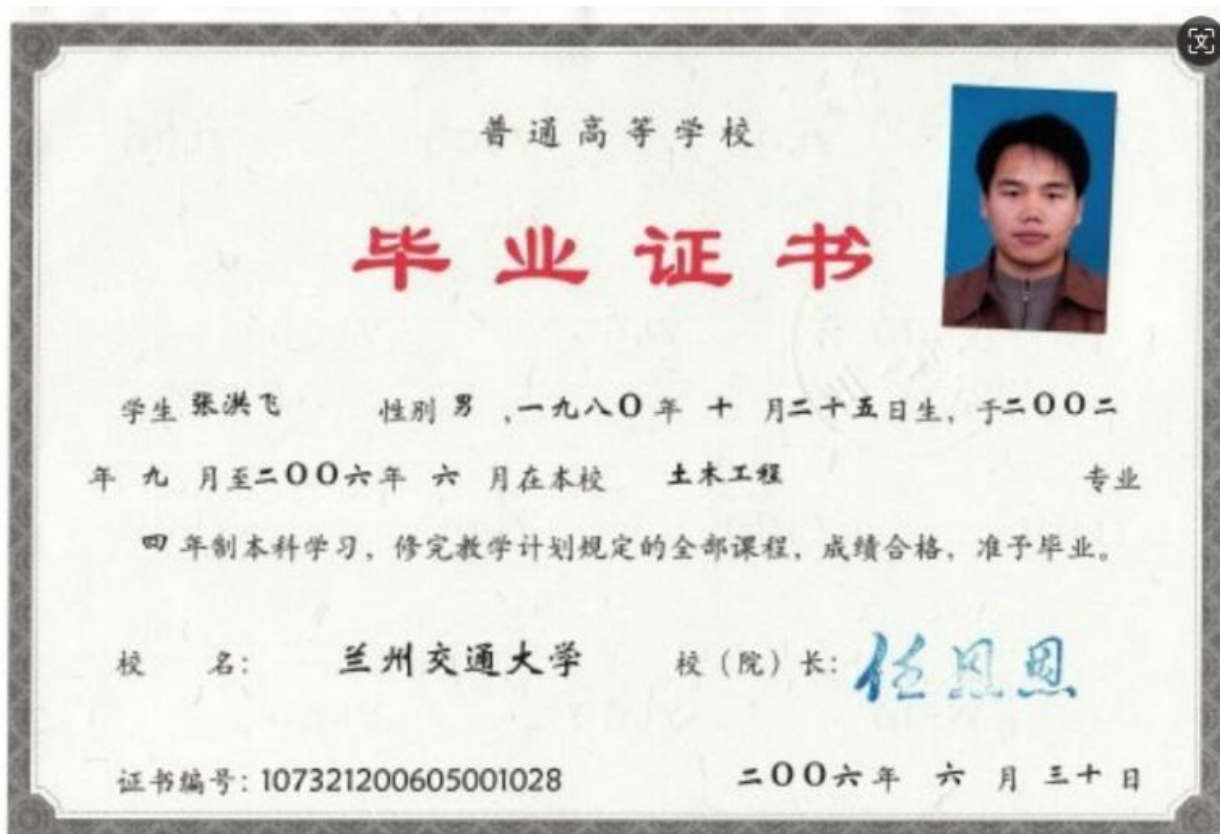 普通高等学校
毕业证书
学生 张洪飞 性别 男 ,一九八〇年 十 月二十五日生, 于二〇〇二
年 九 月至二〇〇六年 六 月在本校 土木工程 专业
四 年制本科学习, 修完教学计划规定的全部课程, 成绩合格, 准予毕业。
校 名: 兰州交通大学 校（院）长: 任恩恩
证书编号: 107321200605001028 二〇〇六年 六 月 三十 日